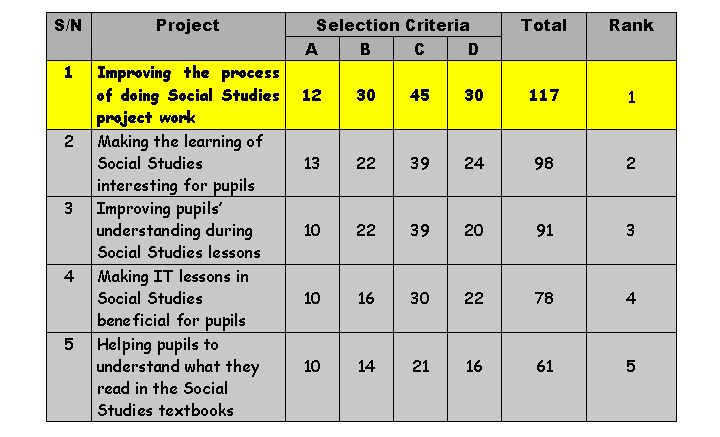 S/N Project Selection Criteria Total Rank
A B C D
1 Improving the process
of doing Social Studies 12 30 45 30 117 1
project work
2 Making the learning of
Social Studies 13 22 39 24 98 2
interesting for pupils
3 Improving pupils’
understanding during 10 22 39 20 91 3
Social Studies lessons
4 Making IT lessons in
Social Studies 10 16 30 22 78 4
beneficial for pupils
5 Helping pupils to
understand what they 10 14 21 16 61 5
read in the Social
Studies textbooks